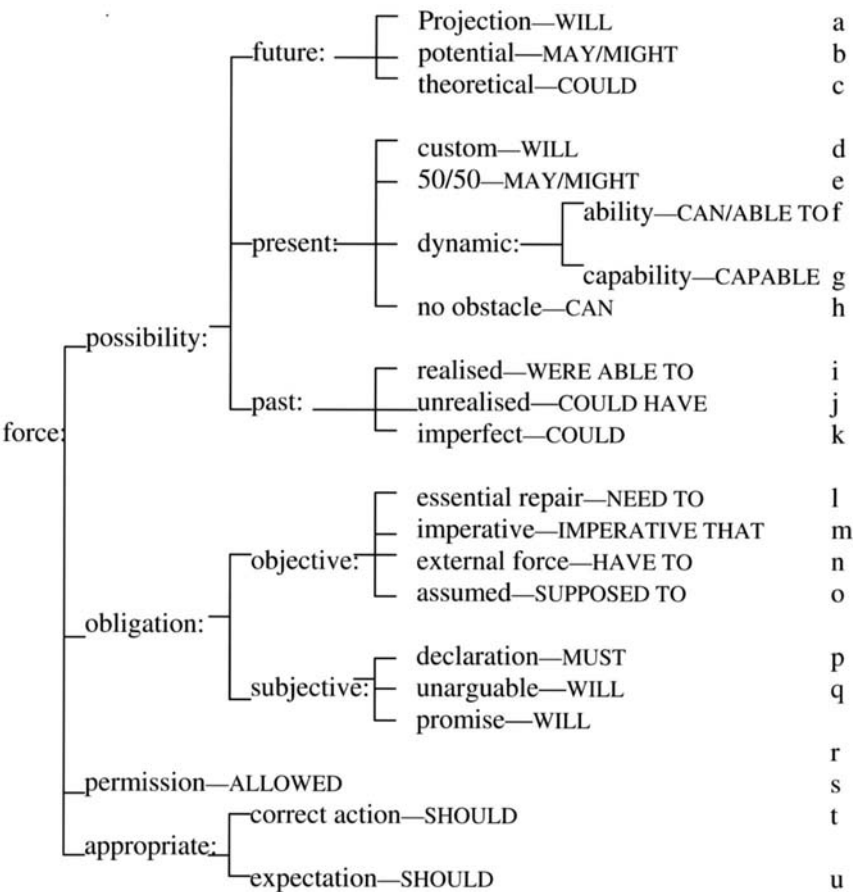 Projection—WILL a
future: potential—MAY/MIGHT b
theoretical—COULD c
custom—WILL d
50/50—MAY/MIGHT e
ability—CAN/ABLE TO f
present: dynamic:
capability—CAPABLE g
no obstacle—CAN h
possibility:
realised—WERE ABLE TO i
past: unrealised—COULD HAVE j
force: imperfect—COULD k
essential repair—NEED TO l
imperative—IMPERATIVE THAT m
objective: external force—HAVE TO n
assumed—SUPPOSED TO o
obligation:
declaration—MUST p
subjective: unarguable—WILL q
promise—WILL
r
permission—ALLOWED s
correct action—SHOULD t
appropriate:
expectation—SHOULD u